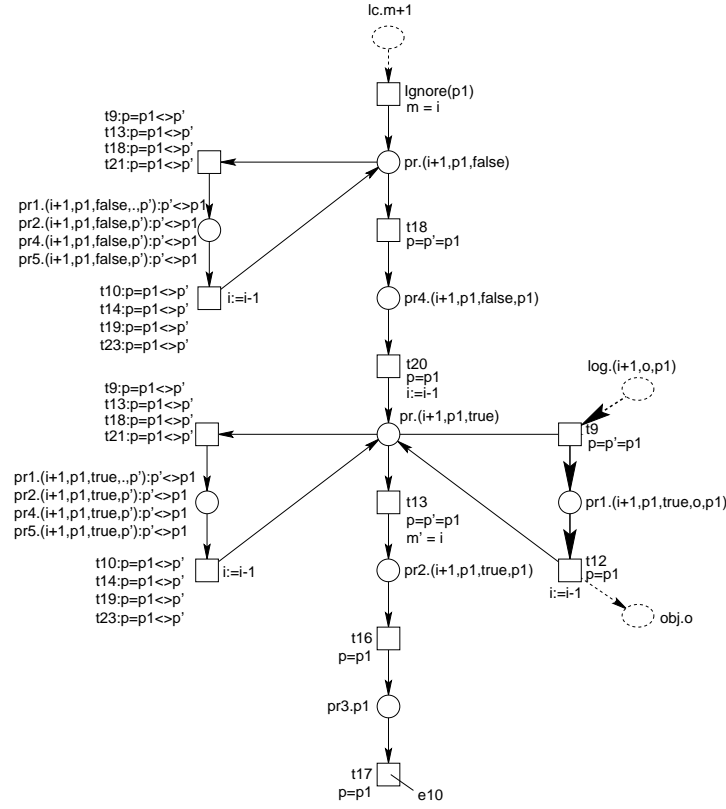 lc.m+1
Ignore(p1)
m = i
t9:p=p1<>p'
t13:p=p1<>p'
t18:p=p1<>p'
t21:p=p1<>p'
pr.(i+1,p1,false)
pr1.(i+1,p1,false,.,p'):p'<>p1
pr2.(i+1,p1,false,p'):p'<>p1
pr4.(i+1,p1,false,p'):p'<>p1
pr5.(i+1,p1,false,p'):p'<>p1
t18
p=p'=p1
t10:p=p1<>p'
t14:p=p1<>p'
t19:p=p1<>p'
t23:p=p1<>p'
i:=i-1
pr4.(i+1,p1,false,p1)
t20
p=p1
i:=i-1
log.(i+1,o,p1)
t9:p=p1<>p'
t13:p=p1<>p'
t18:p=p1<>p'
t21:p=p1<>p'
pr.(i+1,p1,true)
t9
p=p'=p1
pr1.(i+1,p1,true,.,p'):p'<>p1
pr2.(i+1,p1,true,p'):p'<>p1
pr4.(i+1,p1,true,p'):p'<>p1
pr5.(i+1,p1,true,p'):p'<>p1
t13
p=p'=p1
m' = i
pr1.(i+1,p1,true,o,p1)
t10:p=p1<>p'
t14:p=p1<>p'
t19:p=p1<>p'
t23:p=p1<>p'
i:=i-1
pr2.(i+1,p1,true,p1)
t12
p=p1
i:=i-1
obj.o
t16
p=p1
pr3.p1
t17
p=p1
e10